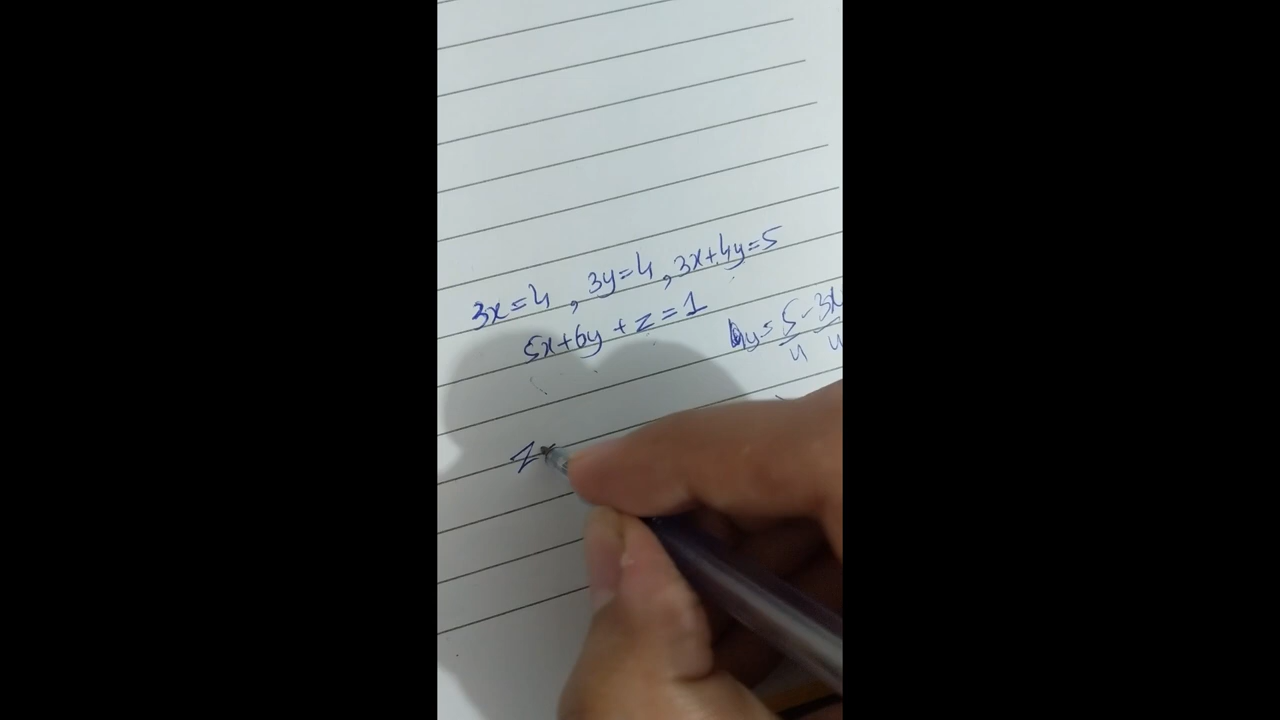 3x=4 , 3y=4 , 3x+4y=5
5x+6y+z=1
4y=5/4-3x/4
z